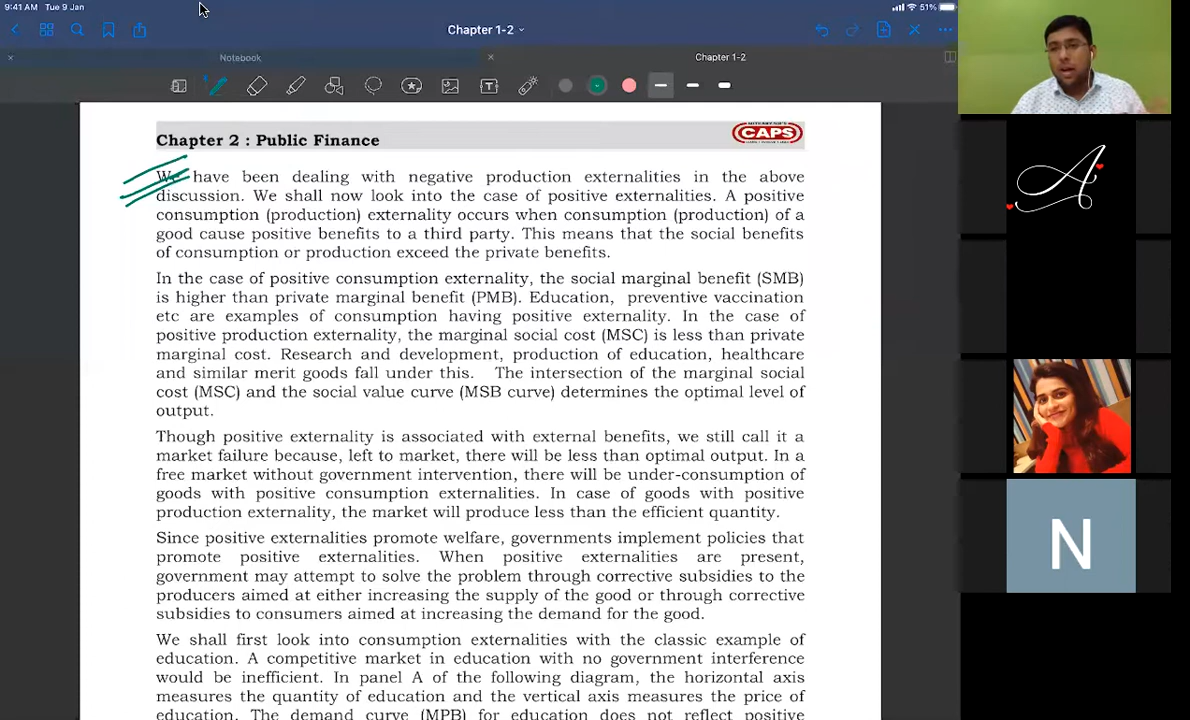 9:41 AM Tue 9 Jan
51%
Chapter 1-2
Notebook
Chapter 1-2
Chapter 2 : Public Finance
CAPS
We have been dealing with negative production externalities in the above
discussion. We shall now look into the case of positive externalities. A positive
consumption (production) externality occurs when consumption (production) of a
good cause positive benefits to a third party. This means that the social benefits
of consumption or production exceed the private benefits.
In the case of positive consumption externality, the social marginal benefit (SMB)
is higher than private marginal benefit (PMB). Education, preventive vaccination
etc are examples of consumption having positive externality. In the case of
positive production externality, the marginal social cost (MSC) is less than private
marginal cost. Research and development, production of education, healthcare
and similar merit goods fall under this. The intersection of the marginal social
cost (MSC) and the social value curve (MSB curve) determines the optimal level of
output.
Though positive externality is associated with external benefits, we still call it a
market failure because, left to market, there will be less than optimal output. In a
free market without government intervention, there will be under-consumption of
goods with positive consumption externalities. In case of goods with positive
production externality, the market will produce less than the efficient quantity.
Since positive externalities promote welfare, governments implement policies that
promote positive externalities. When positive externalities are present,
government may attempt to solve the problem through corrective subsidies to the
producers aimed at either increasing the supply of the good or through corrective
subsidies to consumers aimed at increasing the demand for the good.
We shall first look into consumption externalities with the classic example of
education. A competitive market in education with no government interference
would be inefficient. In panel A of the following diagram, the horizontal axis
measures the quantity of education and the vertical axis measures the price of
education. The demand curve (MPB) for education does not reflect positive
A
N